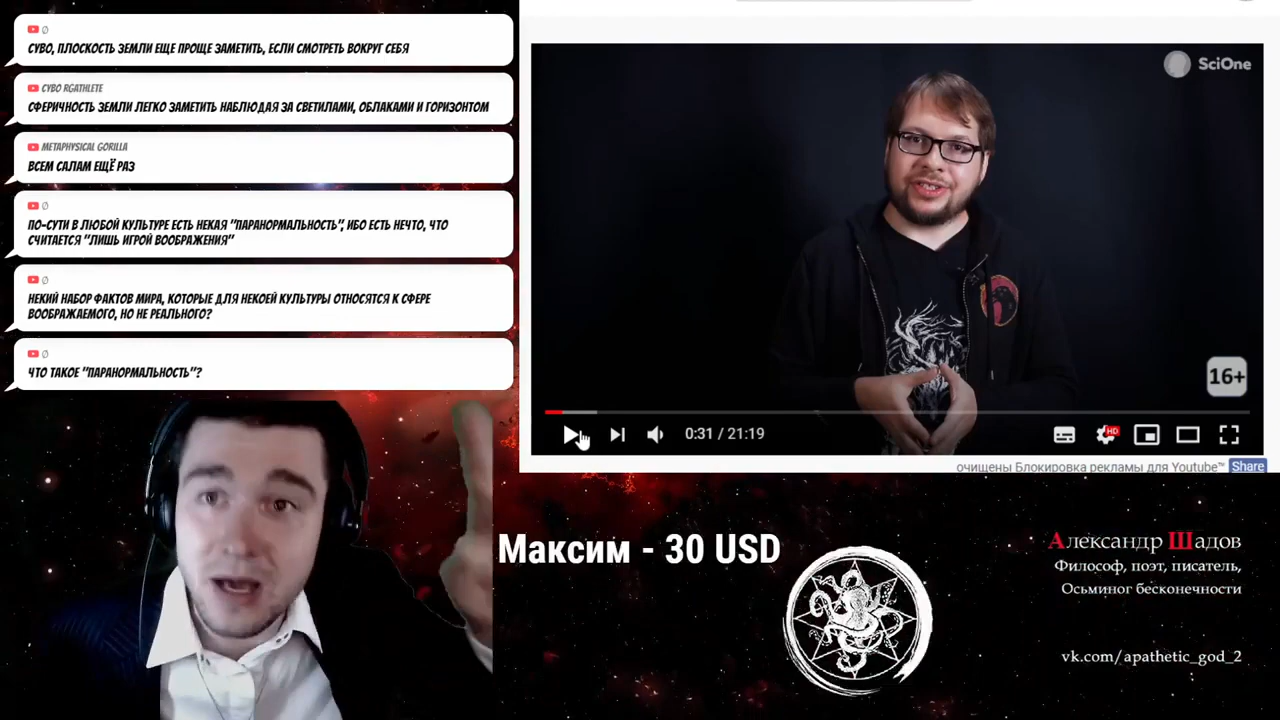 Ø
СУВО, ПЛОСКОСТЬ ЗЕМЛИ ЕЩЕ ПРОЩЕ ЗАМЕТИТЬ, ЕСЛИ СМОТРЕТЬ ВОКРУГ СЕБЯ
CYBO RGATHLETE
СФЕРИЧНОСТЬ ЗЕМЛИ ЛЕГКО ЗАМЕТИТЬ НАБЛЮДАЯ ЗА СВЕТИЛАМИ, ОБЛАКАМИ И ГОРИЗОНТОМ
METAPHYSICAL GORILLA
ВСЕМ САЛАМ ЕЩЁ РАЗ
Ø
ПО-СУТИ В ЛЮБОЙ КУЛЬТУРЕ ЕСТЬ НЕКАЯ "ПАРАНОРМАЛЬНОСТЬ", ИБО ЕСТЬ НЕЧТО, ЧТО
СЧИТАЕТСЯ "ЛИШЬ ИГРОЙ ВООБРАЖЕНИЯ"
Ø
НЕКИЙ НАБОР ФАКТОВ МИРА, КОТОРЫЕ ДЛЯ НЕКОЕЙ КУЛЬТУРЫ ОТНОСЯТСЯ К СФЕРЕ
ВООБРАЖАЕМОГО, НО НЕ РЕАЛЬНОГО?
Ø
ЧТО ТАКОЕ "ПАРАНОРМАЛЬНОСТЬ"?
SciOne
16+
0:31 / 21:19
HD
очищены Блокировка рекламы для Youtube™ Share
Максим - 30 USD
Александр Шадов
Философ, поэт, писатель,
Осьминог бесконечности
vk.com/apathetic_god_2